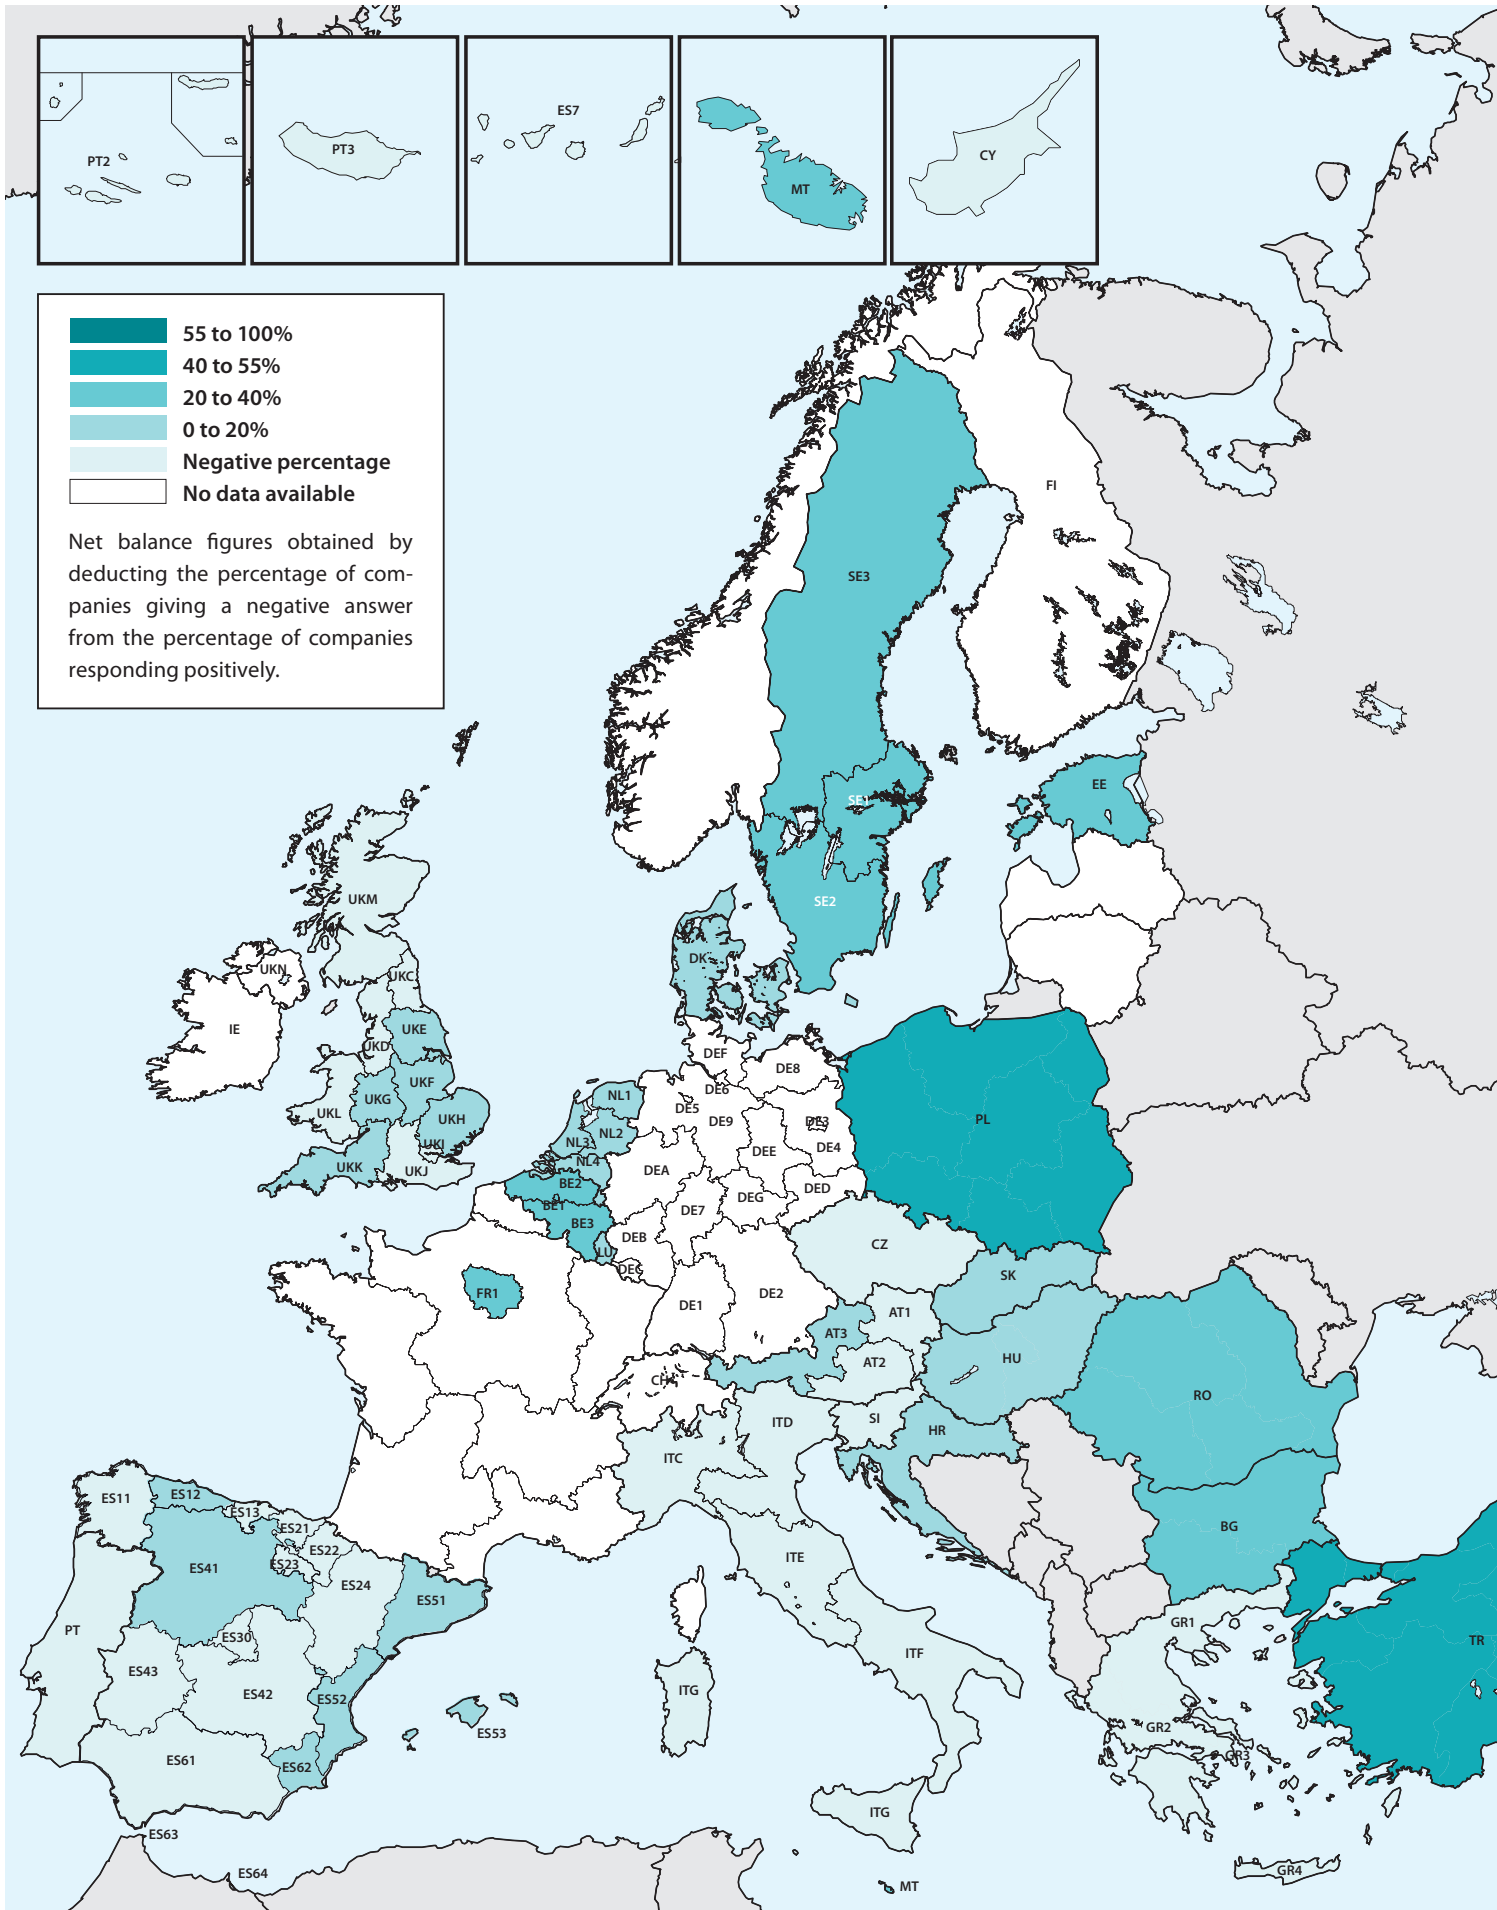 PT2
PT3
ES7
MT
CY
55 to 100%
40 to 55%
20 to 40%
0 to 20%
Negative percentage
No data available
Net balance figures obtained by
deducting the percentage of com-
panies giving a negative answer
from the percentage of companies
responding positively.
FI
SE3
EE
SE1
SE2
UKM
DK
UKN
UKC
IE
UKE
UKD
DEF
DE8
UKF
DE6
UKG
NL1
DE5
UKL
UKH
DE9
DE3
PL
NL2
UKI
NL3
DE4
DEE
NL4
UKK
UKJ
DEA
BE2
DED
DEG
BE1
DE7
BE3
DEB
CZ
LU
DEC
SK
FR1
DE2
DE1
AT1
AT3
HU
AT2
CH
RO
SI
ITD
HR
ITC
ES12
ES11
ES13
BG
ES21
ES22
ITE
ES23
ES41
ES24
ES51
GR1
PT
ES30
TR
ITF
ES43
ES42
ITG
ES52
GR2
ES53
GR3
ES61
ES62
ITG
ES63
GR4
ES64
MT